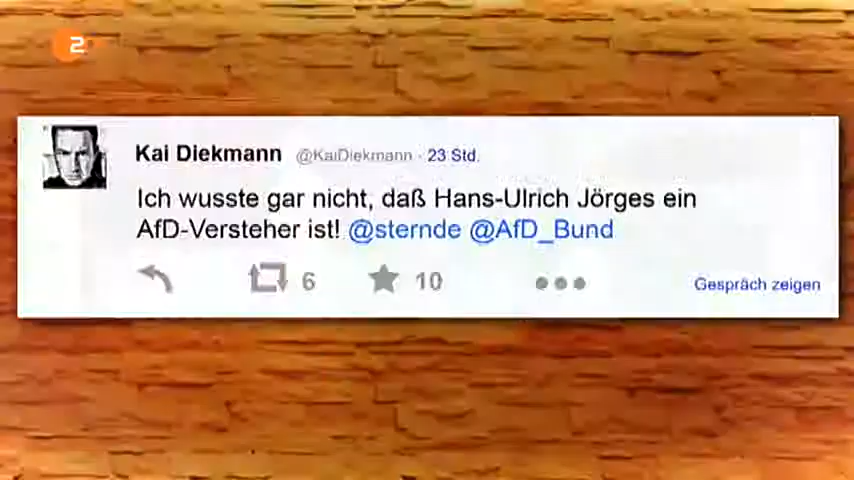 2
Kai Diekmann @KaiDiekmann · 23 Std.
Ich wusste gar nicht, daß Hans-Ulrich Jörges ein
AfD-Versteher ist! @sternde @AfD_Bund
6 10
Gespräch zeigen